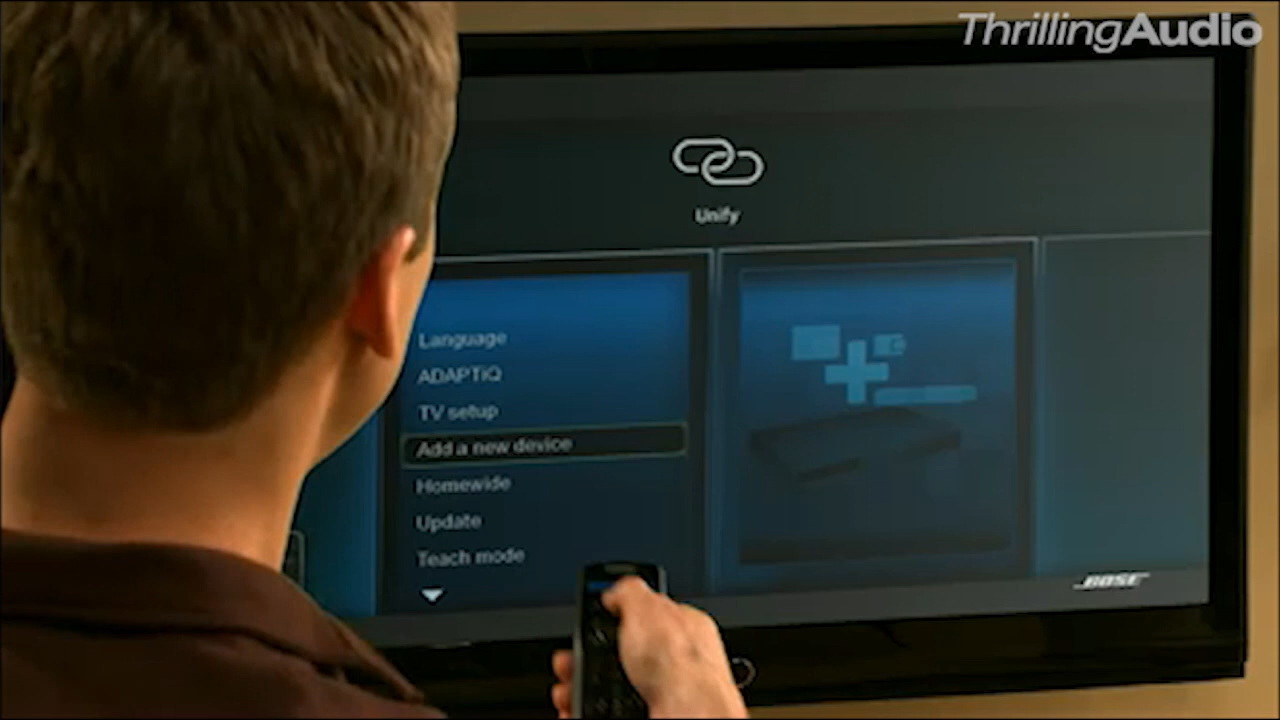 ThrillingAudio
Unify
Language
ADAPTiQ
TV setup
Add a new device
Homewide
Update
Teach mode
BOSE